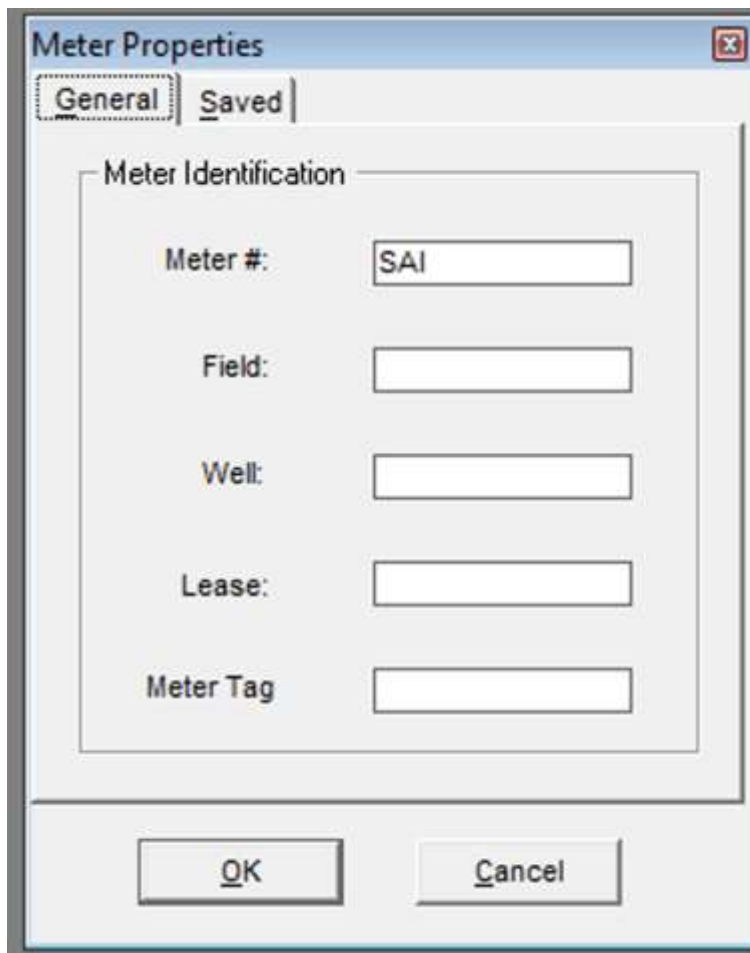 Meter Properties
General Saved
Meter Identification
Meter #: SAI
Field:
Well:
Lease:
Meter Tag
OK Cancel